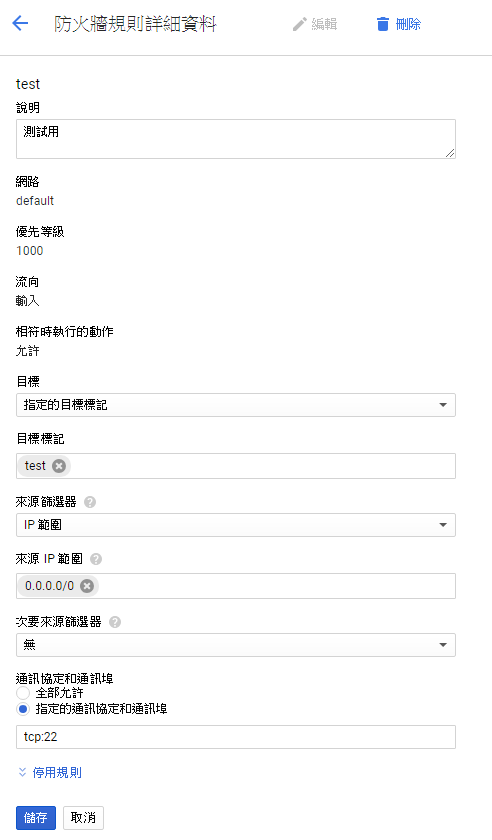 防火牆規則詳細資料
編輯
刪除
test
說明
測試用
網路
default
優先等級
1000
流向
輸入
相符時執行的動作
允許
目標
指定的目標標記
目標標記
test
來源篩選器
IP 範圍
來源 IP 範圍
0.0.0.0/0
次要來源篩選器
無
通訊協定和通訊埠
全部允許
指定的通訊協定和通訊埠
tcp:22
停用規則
儲存
取消